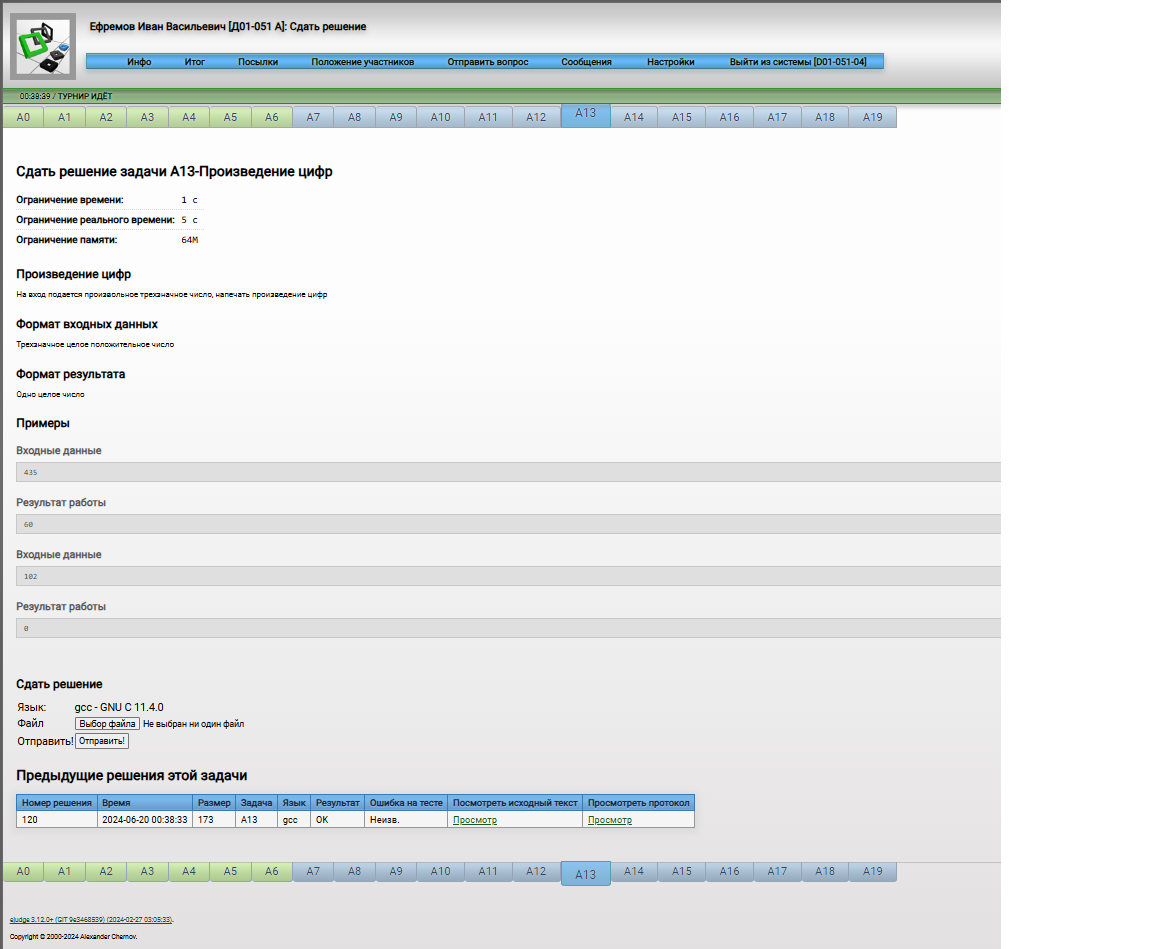 Ефремов Иван Васильевич [Д01-051 А]: Сдать решение
Инфо Итог Посылки Положение участников Отправить вопрос Сообщения Настройки Выйти из системы [D01-051-04]
00:38:39 / ТУРНИР ИДЁТ
A0 A1 A2 A3 A4 A5 A6 A7 A8 A9 A10 A11 A12 A13 A14 A15 A16 A17 A18 A19
Сдать решение задачи A13-Произведение цифр
Ограничение времени: 1 с
Ограничение реального времени: 5 с
Ограничение памяти: 64M
Произведение цифр
На вход подается произвольное трехзначное число, напечать произведение цифр
Формат входных данных
Трехзначное целое положительное число
Формат результата
Одно целое число
Примеры
Входные данные
435
Результат работы
60
Входные данные
102
Результат работы
0
Сдать решение
Язык: gcc - GNU C 11.4.0
Файл Выбор файла Не выбран ни один файл
Отправить! Отправить!
Предыдущие решения этой задачи
Номер решения Время Размер Задача Язык Результат Ошибка на тесте Посмотреть исходный текст Просмотреть протокол
120 2024-06-20 00:38:33 173 A13 gcc OK Неизв. Просмотр Просмотр
A0 A1 A2 A3 A4 A5 A6 A7 A8 A9 A10 A11 A12 A13 A14 A15 A16 A17 A18 A19
ejudge 3.12.0+ (GIT 9e3468539) (2024-02-27 03:05:33).
Copyright © 2000-2024 Alexander Chernov.